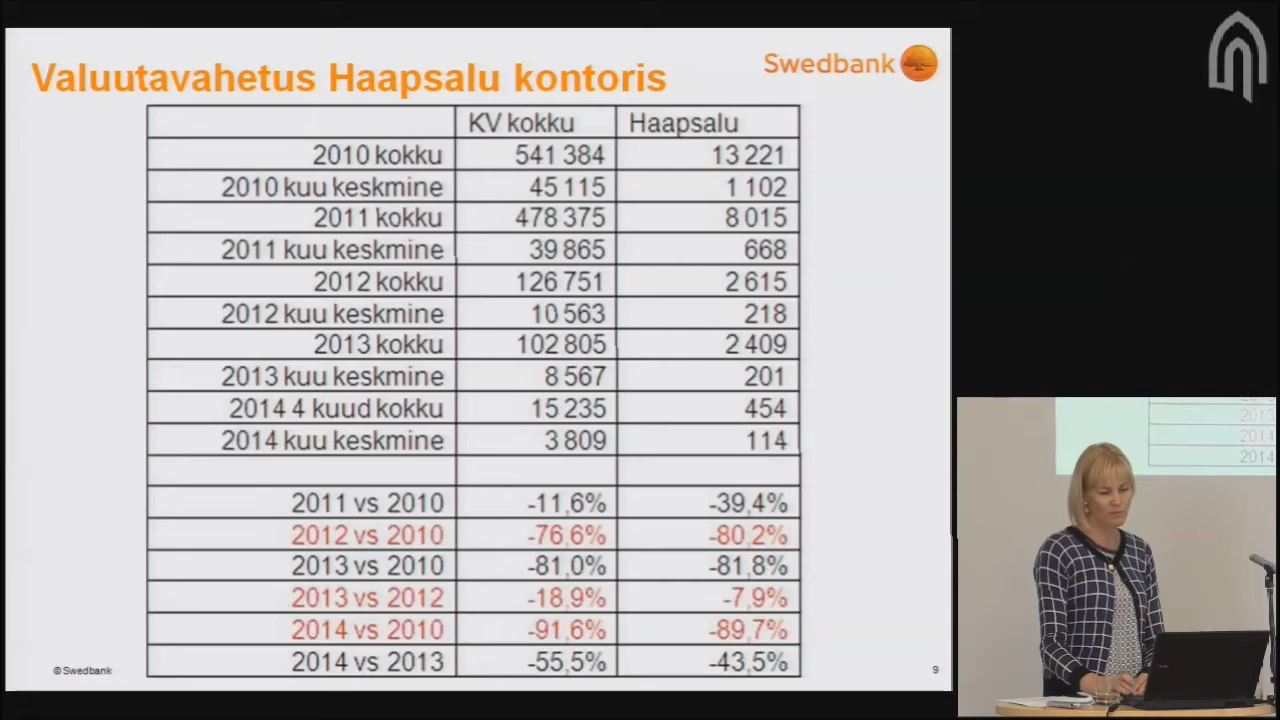 Valuutavahetus Haapsalu kontoris
Swedbank
KV kokku Haapsalu
2010 kokku 541 384 13 221
2010 kuu keskmine 45 115 1 102
2011 kokku 478 375 8 015
2011 kuu keskmine 39 865 668
2012 kokku 126 751 2 615
2012 kuu keskmine 10 563 218
2013 kokku 102 805 2 409
2013 kuu keskmine 8 567 201
2014 4 kuud kokku 15 235 454
2014 kuu keskmine 3 809 114
2011 vs 2010 -11,6% -39,4%
2012 vs 2010 -76,6% -80,2%
2013 vs 2010 -81,0% -81,8%
2013 vs 2012 -18,9% -7,9%
2014 vs 2010 -91,6% -89,7%
2014 vs 2013 -55,5% -43,5%
© Swedbank
9
2013
2014
2014